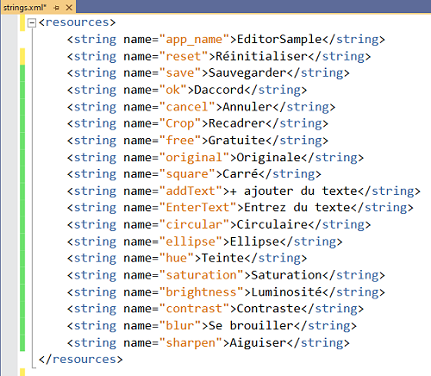 strings.xml*
<resources>
<string name="app_name">EditorSample</string>
<string name="reset">Réinitialiser</string>
<string name="save">Sauvegarder</string>
<string name="ok">Daccord</string>
<string name="cancel">Annuler</string>
<string name="Crop">Recadrer</string>
<string name="free">Gratuite</string>
<string name="original">Originale</string>
<string name="square">Carré</string>
<string name="addText">+ ajouter du texte</string>
<string name="EnterText">Entrez du texte</string>
<string name="circular">Circulaire</string>
<string name="ellipse">Ellipse</string>
<string name="hue">Teinte</string>
<string name="saturation">Saturation</string>
<string name="brightness">Luminosité</string>
<string name="contrast">Contraste</string>
<string name="blur">Se brouiller</string>
<string name="sharpen">Aiguiser</string>
</resources>